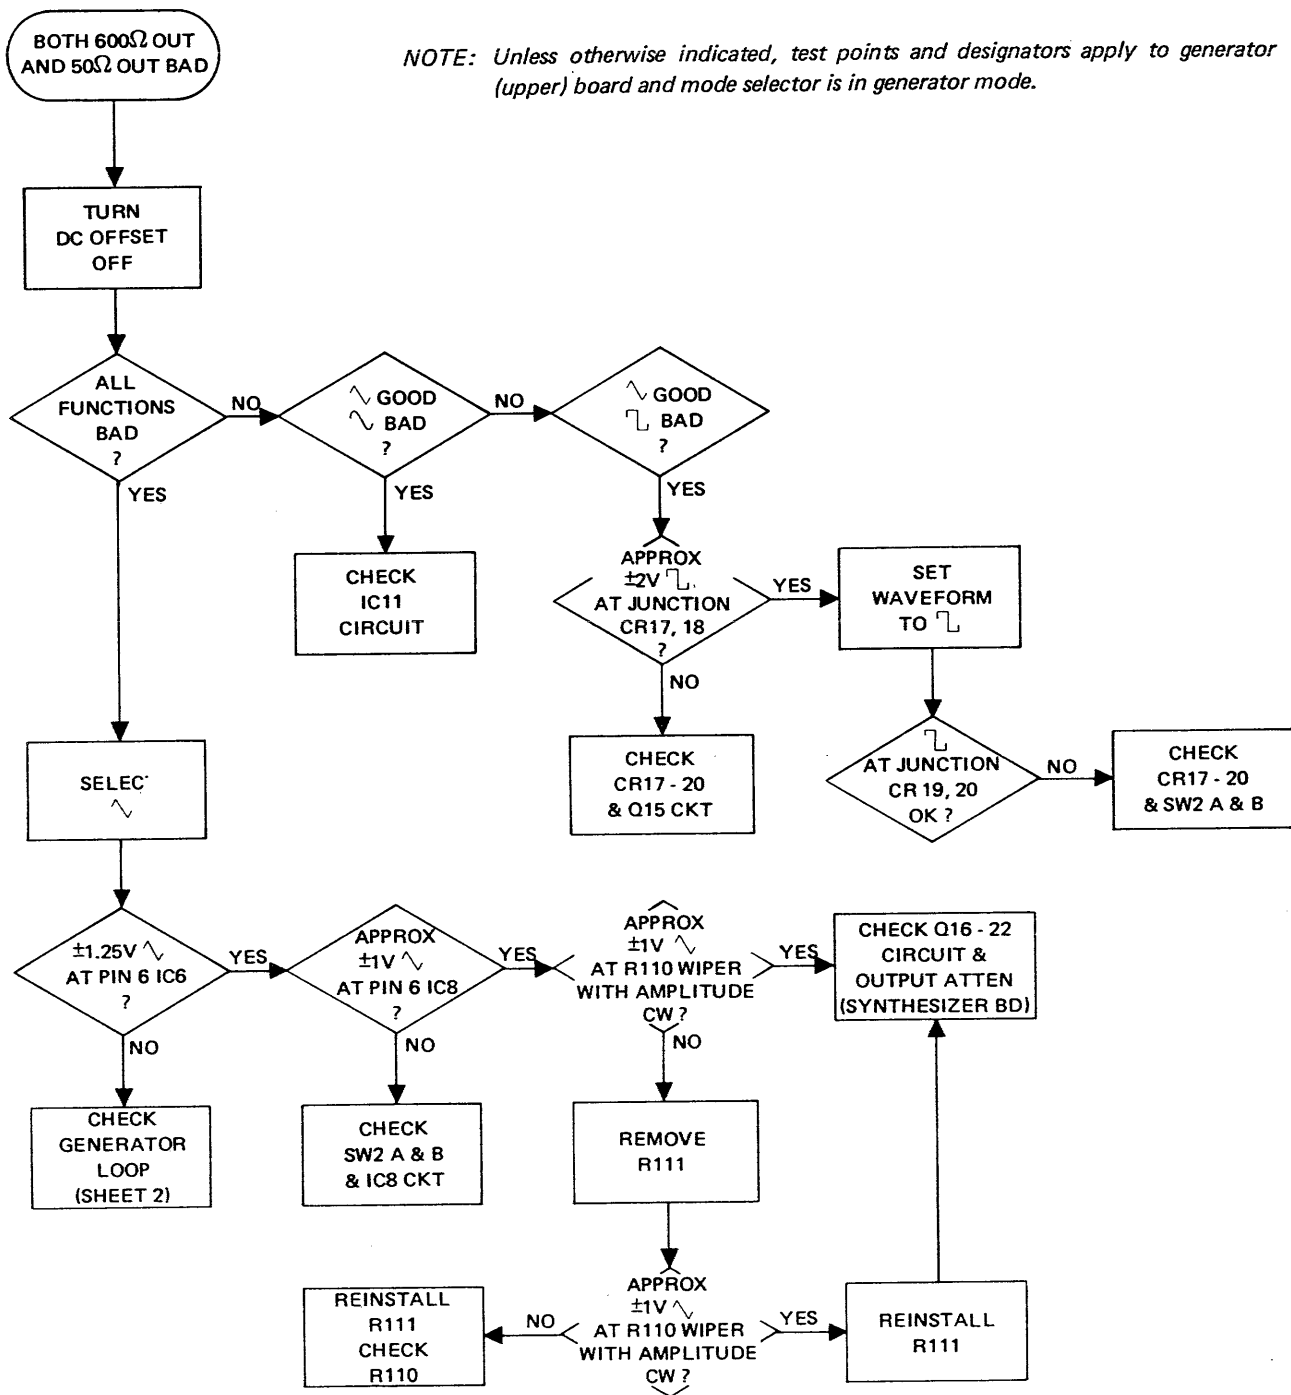 BOTH 600Ω OUT
AND 50Ω OUT BAD
NOTE: Unless otherwise indicated, test points and designators apply to generator
(upper) board and mode selector is in generator mode.
TURN
DC OFFSET
OFF
ALL
FUNCTIONS
BAD
?
NO
YES
GOOD
BAD
?
NO
YES
GOOD
BAD
?
YES
CHECK
IC11
CIRCUIT
APPROX
±2V
AT JUNCTION
CR17, 18
?
YES
NO
SET
WAVEFORM
TO
CHECK
CR17 - 20
& Q15 CKT
AT JUNCTION
CR 19, 20
OK ?
NO
CHECK
CR17 - 20
& SW2 A & B
SELEC
±1.25V
AT PIN 6 IC6
?
YES
NO
APPROX
±1V
AT PIN 6 IC8
?
YES
NO
APPROX
±1V
AT R110 WIPER
WITH AMPLITUDE
CW ?
YES
NO
CHECK Q16 - 22
CIRCUIT &
OUTPUT ATTEN
(SYNTHESIZER BD)
CHECK
GENERATOR
LOOP
(SHEET 2)
CHECK
SW2 A & B
& IC8 CKT
REMOVE
R111
REINSTALL
R111
CHECK
R110
NO
APPROX
±1V
AT R110 WIPER
WITH AMPLITUDE
CW ?
YES
REINSTALL
R111